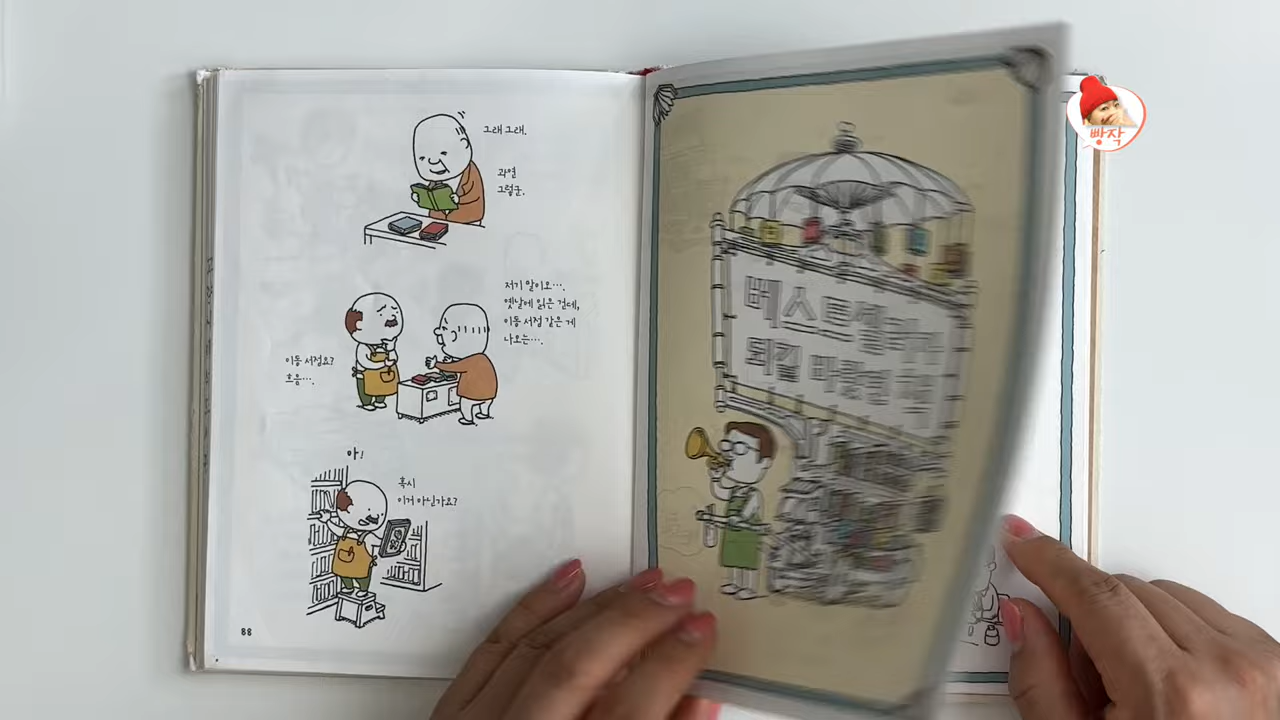 그래 그래.
과연
그렇군.
저기 말이오….
옛날에 읽은 건데,
이동 서점 같은 게
나오는….
이동 서점요?
흐음….
아!
혹시
이거 아닌가요?
88
베스트셀러가
되길 바랐던 책
빵작